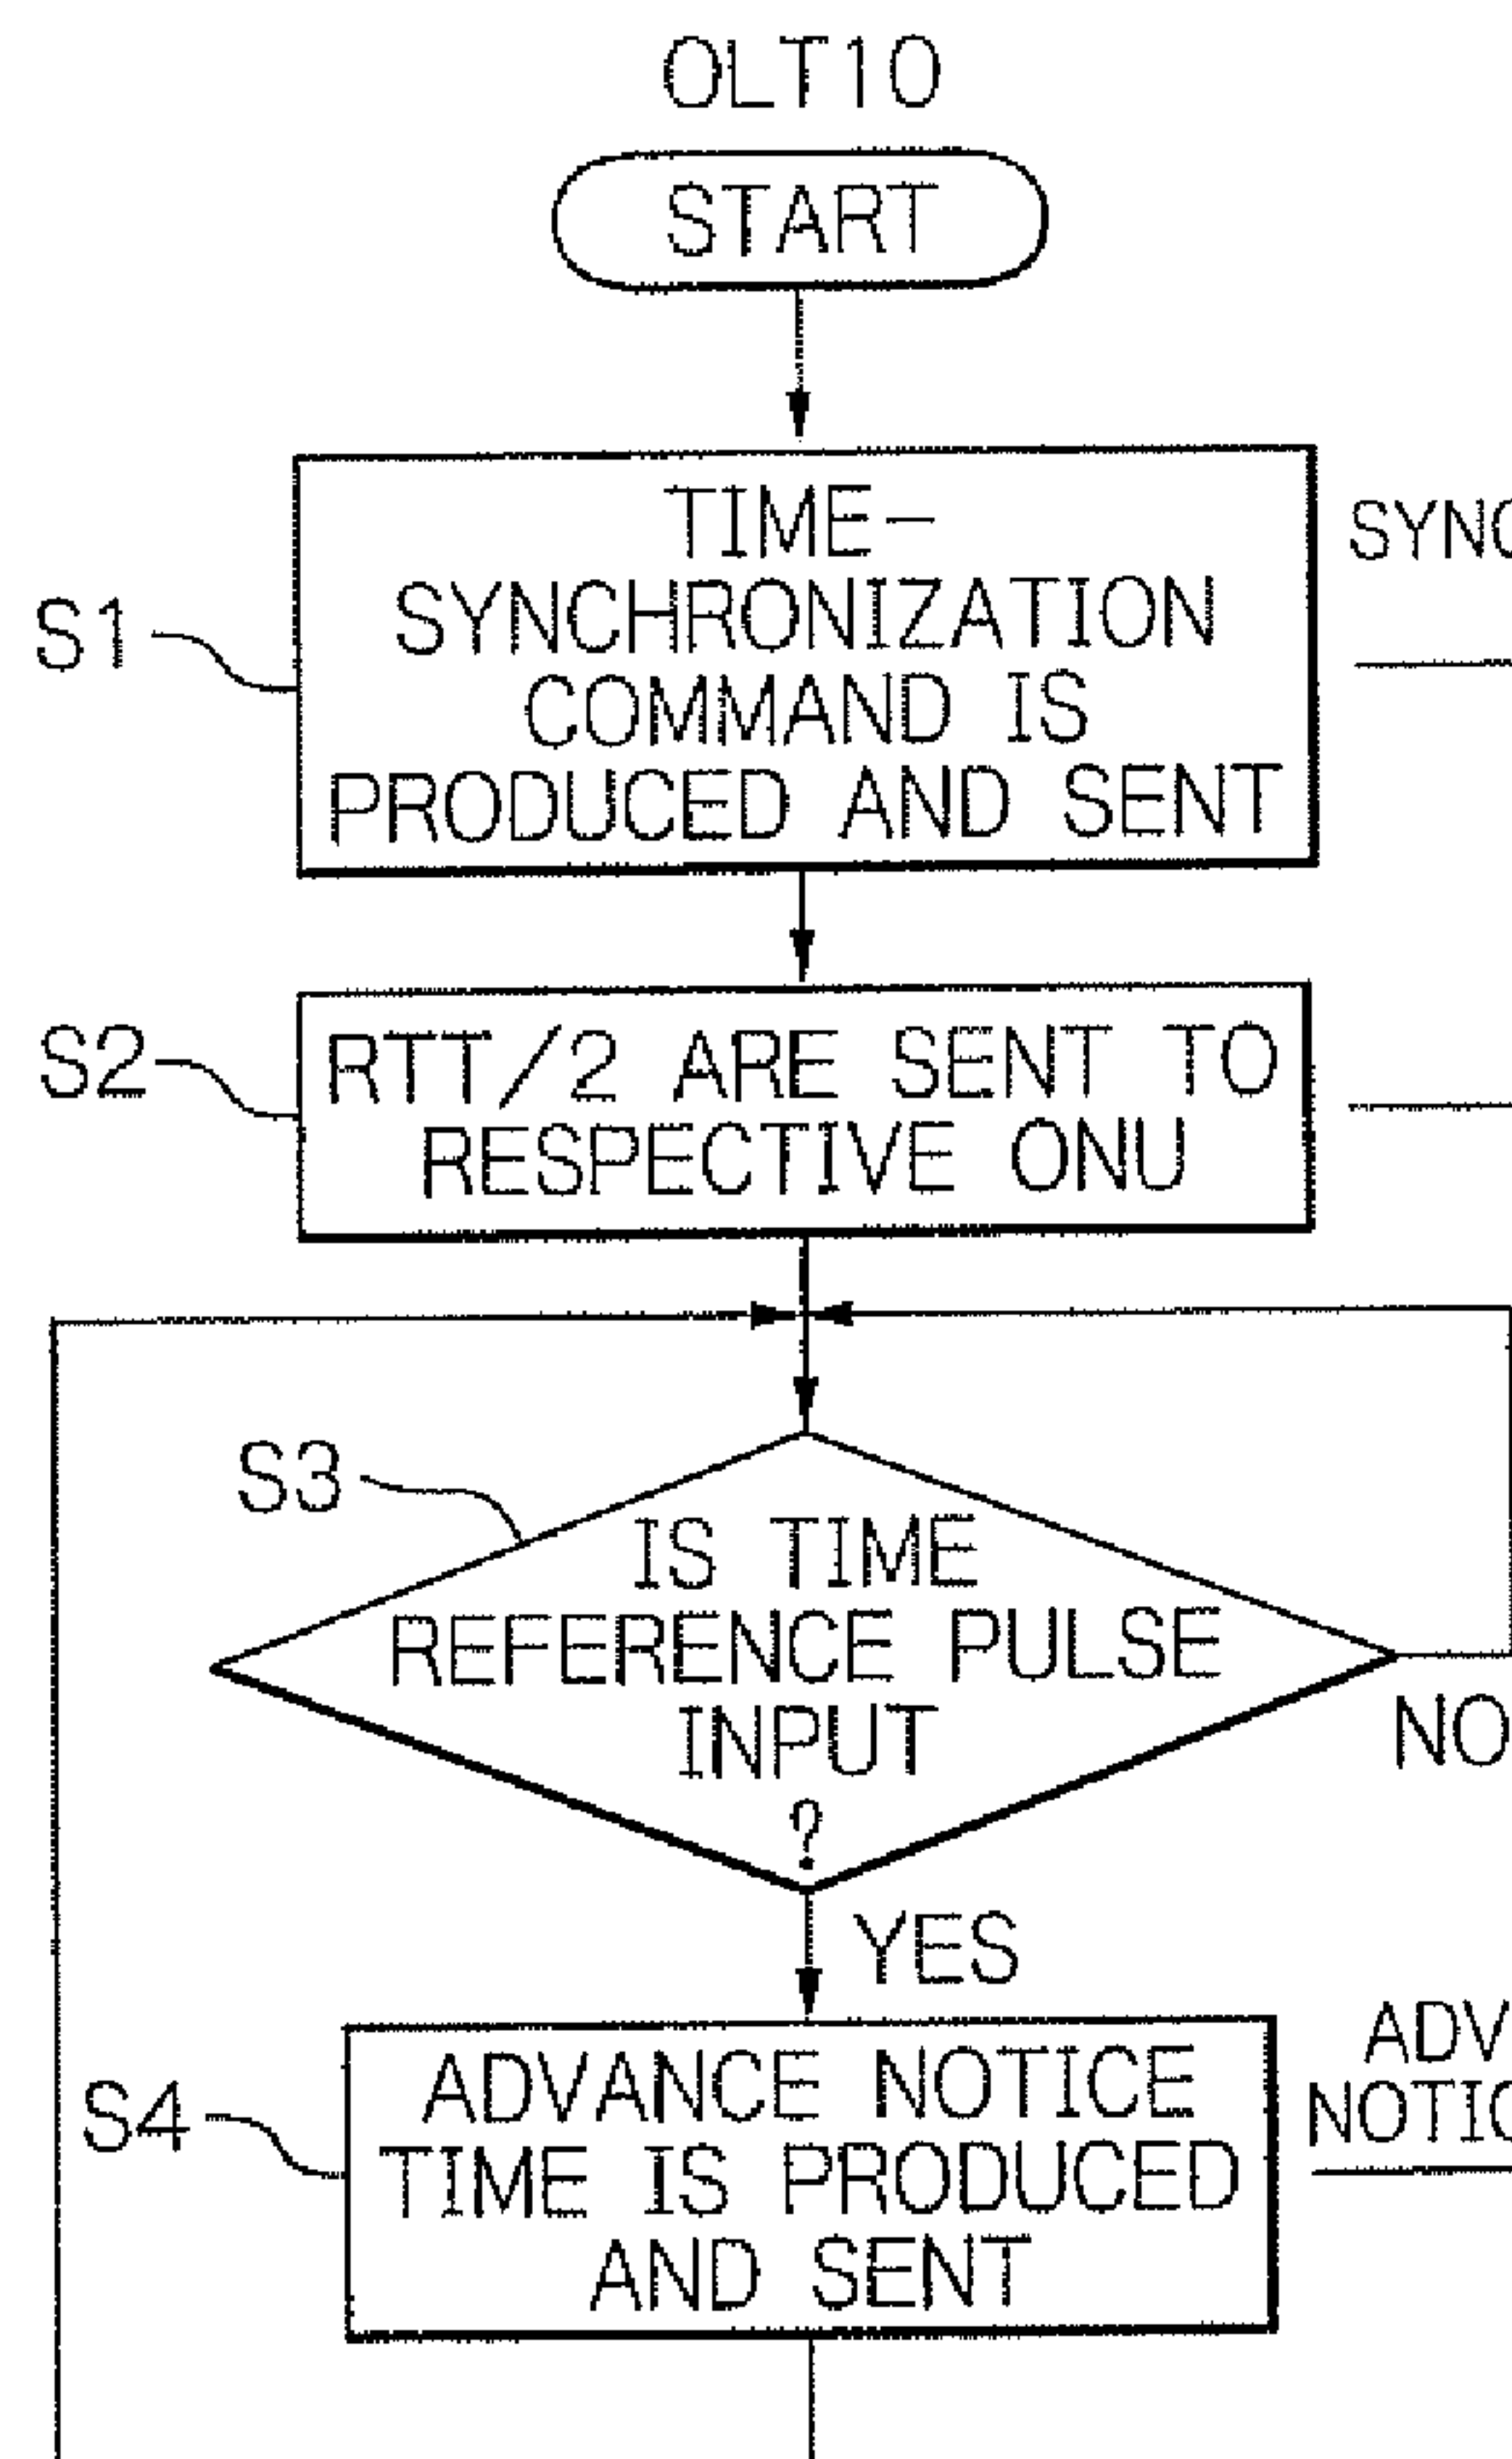 OLT10
START
TIME-
SYNCHRONIZATION
COMMAND IS
PRODUCED AND SENT
S1
S2
RTT/2 ARE SENT TO
RESPECTIVE ONU
S3
IS TIME
REFERENCE PULSE
INPUT
?
NO
YES
S4
ADVANCE NOTICE
TIME IS PRODUCED
AND SENT